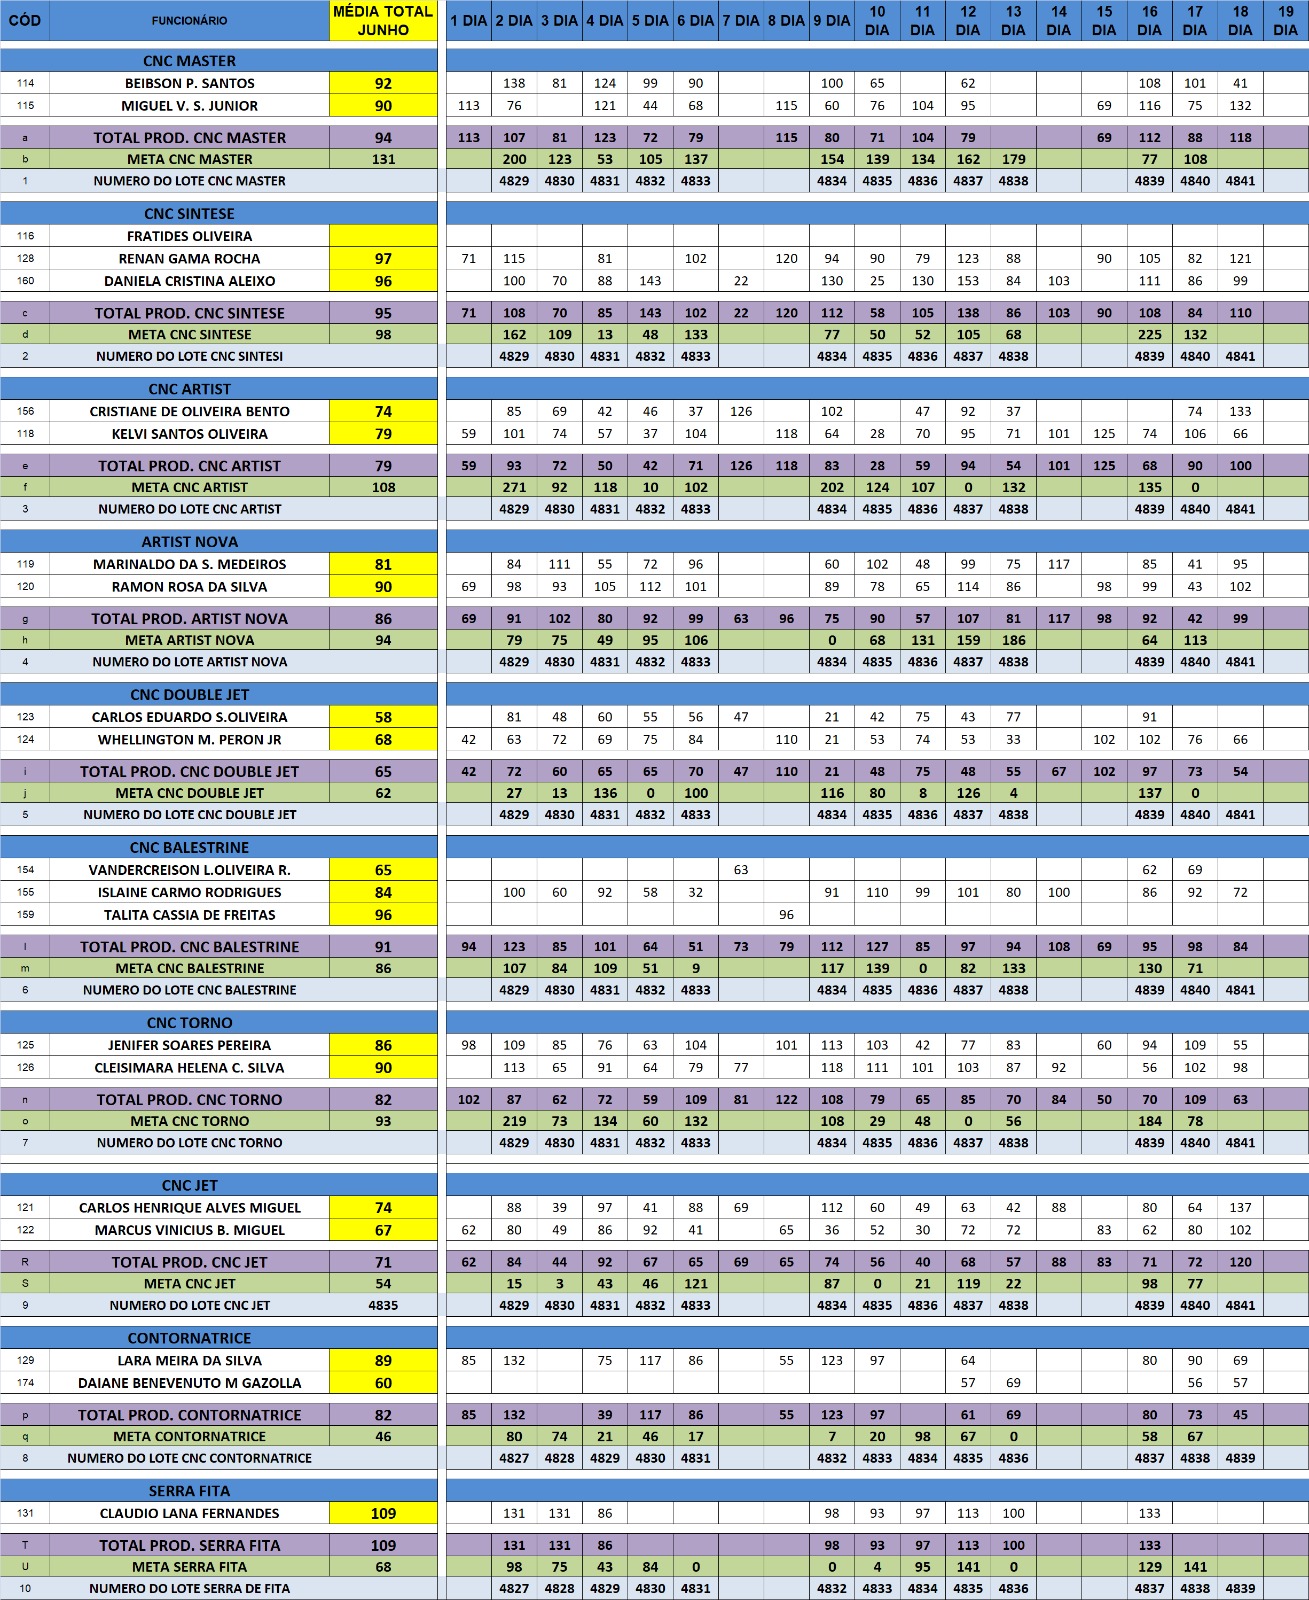 CÓD FUNCIONÁRIO MÉDIA TOTAL JUNHO 1 DIA 2 DIA 3 DIA 4 DIA 5 DIA 6 DIA 7 DIA 8 DIA 9 DIA 10 DIA 11 DIA 12 DIA 13 DIA 14 DIA 15 DIA 16 DIA 17 DIA 18 DIA 19 DIA
CNC MASTER
114 BEIBSON P. SANTOS 92 138 81 124 99 90 100 65 62 108 101 41
115 MIGUEL V. S. JUNIOR 90 113 76 121 44 68 115 60 76 104 95 69 116 75 132
a TOTAL PROD. CNC MASTER 94 113 107 81 123 72 79 115 80 71 104 79 69 112 88 118
b META CNC MASTER 131 200 123 53 105 137 154 139 134 162 179 77 108
1 NUMERO DO LOTE CNC MASTER 4829 4830 4831 4832 4833 4834 4835 4836 4837 4838 4839 4840 4841
CNC SINTESE
116 FRATIDES OLIVEIRA
128 RENAN GAMA ROCHA 97 71 115 81 102 120 94 90 79 123 88 90 105 82 121
160 DANIELA CRISTINA ALEIXO 96 100 70 88 143 22 130 25 130 153 84 103 111 86 99
c TOTAL PROD. CNC SINTESE 95 71 108 70 85 143 102 22 120 112 58 105 138 86 103 90 108 84 110
d META CNC SINTESE 98 162 109 13 48 133 77 50 52 105 68 225 132
2 NUMERO DO LOTE CNC SINTESI 4829 4830 4831 4832 4833 4834 4835 4836 4837 4838 4839 4840 4841
CNC ARTIST
156 CRISTIANE DE OLIVEIRA BENTO 74 85 69 42 46 37 126 102 47 92 37 74 133
118 KELVI SANTOS OLIVEIRA 79 59 101 74 57 37 104 118 64 28 70 95 71 101 125 74 106 66
e TOTAL PROD. CNC ARTIST 79 59 93 72 50 42 71 126 118 83 28 59 94 54 101 125 68 90 100
f META CNC ARTIST 108 271 92 118 10 102 202 124 107 0 132 135 0
3 NUMERO DO LOTE CNC ARTIST 4829 4830 4831 4832 4833 4834 4835 4836 4837 4838 4839 4840 4841
ARTIST NOVA
119 MARINALDO DA S. MEDEIROS 81 84 111 55 72 96 60 102 48 99 75 117 85 41 95
120 RAMON ROSA DA SILVA 90 69 98 93 105 112 101 89 78 65 114 86 98 99 43 102
g TOTAL PROD. ARTIST NOVA 86 69 91 102 80 92 99 63 96 75 90 57 107 81 117 98 92 42 99
h META ARTIST NOVA 94 79 75 49 95 106 0 68 131 159 186 64 113
4 NUMERO DO LOTE ARTIST NOVA 4829 4830 4831 4832 4833 4834 4835 4836 4837 4838 4839 4840 4841
CNC DOUBLE JET
123 CARLOS EDUARDO S.OLIVEIRA 58 81 48 60 55 56 47 21 42 75 43 77 91
124 WHELLINGTON M. PERON JR 68 42 63 72 69 75 84 110 21 53 74 53 33 102 102 76 66
i TOTAL PROD. CNC DOUBLE JET 65 42 72 60 65 65 70 47 110 21 48 75 48 55 67 102 97 73 54
j META CNC DOUBLE JET 62 27 13 136 0 100 116 80 8 126 4 137 0
5 NUMERO DO LOTE CNC DOUBLE JET 4829 4830 4831 4832 4833 4834 4835 4836 4837 4838 4839 4840 4841
CNC BALESTRINE
154 VANDERCREISON L.OLIVEIRA R. 65 63 62 69
155 ISLAINE CARMO RODRIGUES 84 100 60 92 58 32 91 110 99 101 80 100 86 92 72
159 TALITA CASSIA DE FREITAS 96 96
l TOTAL PROD. CNC BALESTRINE 91 94 123 85 101 64 51 73 79 112 127 85 97 94 108 69 95 98 84
m META CNC BALESTRINE 86 107 84 109 51 9 117 139 0 82 133 130 71
6 NUMERO DO LOTE CNC BALESTRINE 4829 4830 4831 4832 4833 4834 4835 4836 4837 4838 4839 4840 4841
CNC TORNO
125 JENIFER SOARES PEREIRA 86 98 109 85 76 63 104 101 113 103 42 77 83 60 94 109 55
126 CLEISIMARA HELENA C. SILVA 90 113 65 91 64 79 77 118 111 101 103 87 92 56 102 98
n TOTAL PROD. CNC TORNO 82 102 87 62 72 59 109 81 122 108 79 65 85 70 84 50 70 109 63
o META CNC TORNO 93 219 73 134 60 132 108 29 48 0 56 184 78
7 NUMERO DO LOTE CNC TORNO 4829 4830 4831 4832 4833 4834 4835 4836 4837 4838 4839 4840 4841
CNC JET
121 CARLOS HENRIQUE ALVES MIGUEL 74 88 39 97 41 88 69 112 60 49 63 42 88 80 64 137
122 MARCUS VINICIUS B. MIGUEL 67 62 80 49 86 92 41 65 36 52 30 72 72 83 62 80 102
R TOTAL PROD. CNC JET 71 62 84 44 92 67 65 69 65 74 56 40 68 57 88 83 71 72 120
S META CNC JET 54 15 3 43 46 121 87 0 21 119 22 98 77
9 NUMERO DO LOTE CNC JET 4835 4829 4830 4831 4832 4833 4834 4835 4836 4837 4838 4839 4840 4841
CONTORNATRICE
129 LARA MEIRA DA SILVA 89 85 132 75 117 86 55 123 97 64 80 90 69
174 DAIANE BENEVENUTO M GAZOLLA 60 57 69 56 57
p TOTAL PROD. CONTORNATRICE 82 85 132 39 117 86 55 123 97 61 69 80 73 45
q META CONTORNATRICE 46 80 74 21 46 17 7 20 98 67 0 58 67
8 NUMERO DO LOTE CNC CONTORNATRICE 4827 4828 4829 4830 4831 4832 4833 4834 4835 4836 4837 4838 4839
SERRA FITA
131 CLAUDIO LANA FERNANDES 109 131 131 86 98 93 97 113 100 133
T TOTAL PROD. SERRA FITA 109 131 131 86 98 93 97 113 100 133
U META SERRA FITA 68 98 75 43 84 0 0 4 95 141 0 129 141
10 NUMERO DO LOTE SERRA DE FITA 4827 4828 4829 4830 4831 4832 4833 4834 4835 4836 4837 4838 4839